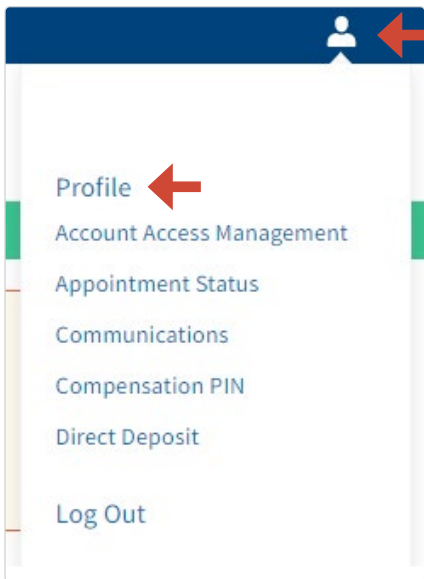 Profile
Account Access Management
Appointment Status
Communications
Compensation PIN
Direct Deposit
Log Out